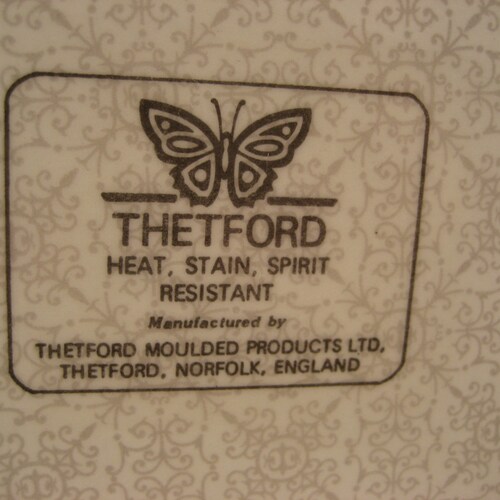 THETFORD
HEAT, STAIN, SPIRIT
RESISTANT
Manufactured by
THETFORD MOULDED PRODUCTS LTD,
THETFORD, NORFOLK, ENGLAND